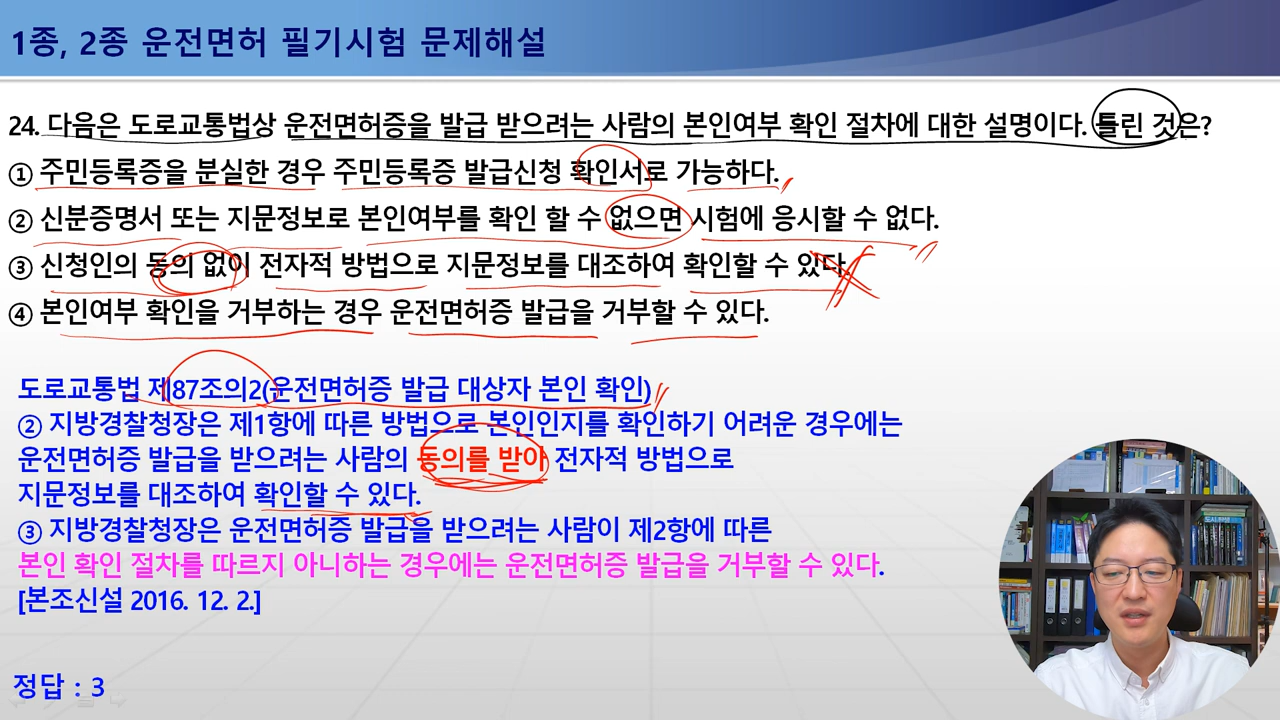 1종, 2종 운전면허 필기시험 문제해설
24. 다음은 도로교통법상 운전면허증을 발급 받으려는 사람의 본인여부 확인 절차에 대한 설명이다. 틀린 것은?
① 주민등록증을 분실한 경우 주민등록증 발급신청 확인서로 가능하다.
② 신분증명서 또는 지문정보로 본인여부를 확인 할 수 없으면 시험에 응시할 수 없다.
③ 신청인의 동의 없이 전자적 방법으로 지문정보를 대조하여 확인할 수 있다.
④ 본인여부 확인을 거부하는 경우 운전면허증 발급을 거부할 수 있다.
도로교통법 제87조의2(운전면허증 발급 대상자 본인 확인)
② 지방경찰청장은 제1항에 따른 방법으로 본인인지를 확인하기 어려운 경우에는
운전면허증 발급을 받으려는 사람의 동의를 받아 전자적 방법으로
지문정보를 대조하여 확인할 수 있다.
③ 지방경찰청장은 운전면허증 발급을 받으려는 사람이 제2항에 따른
본인 확인 절차를 따르지 아니하는 경우에는 운전면허증 발급을 거부할 수 있다.
[본조신설 2016. 12. 2.]
정답 : 3